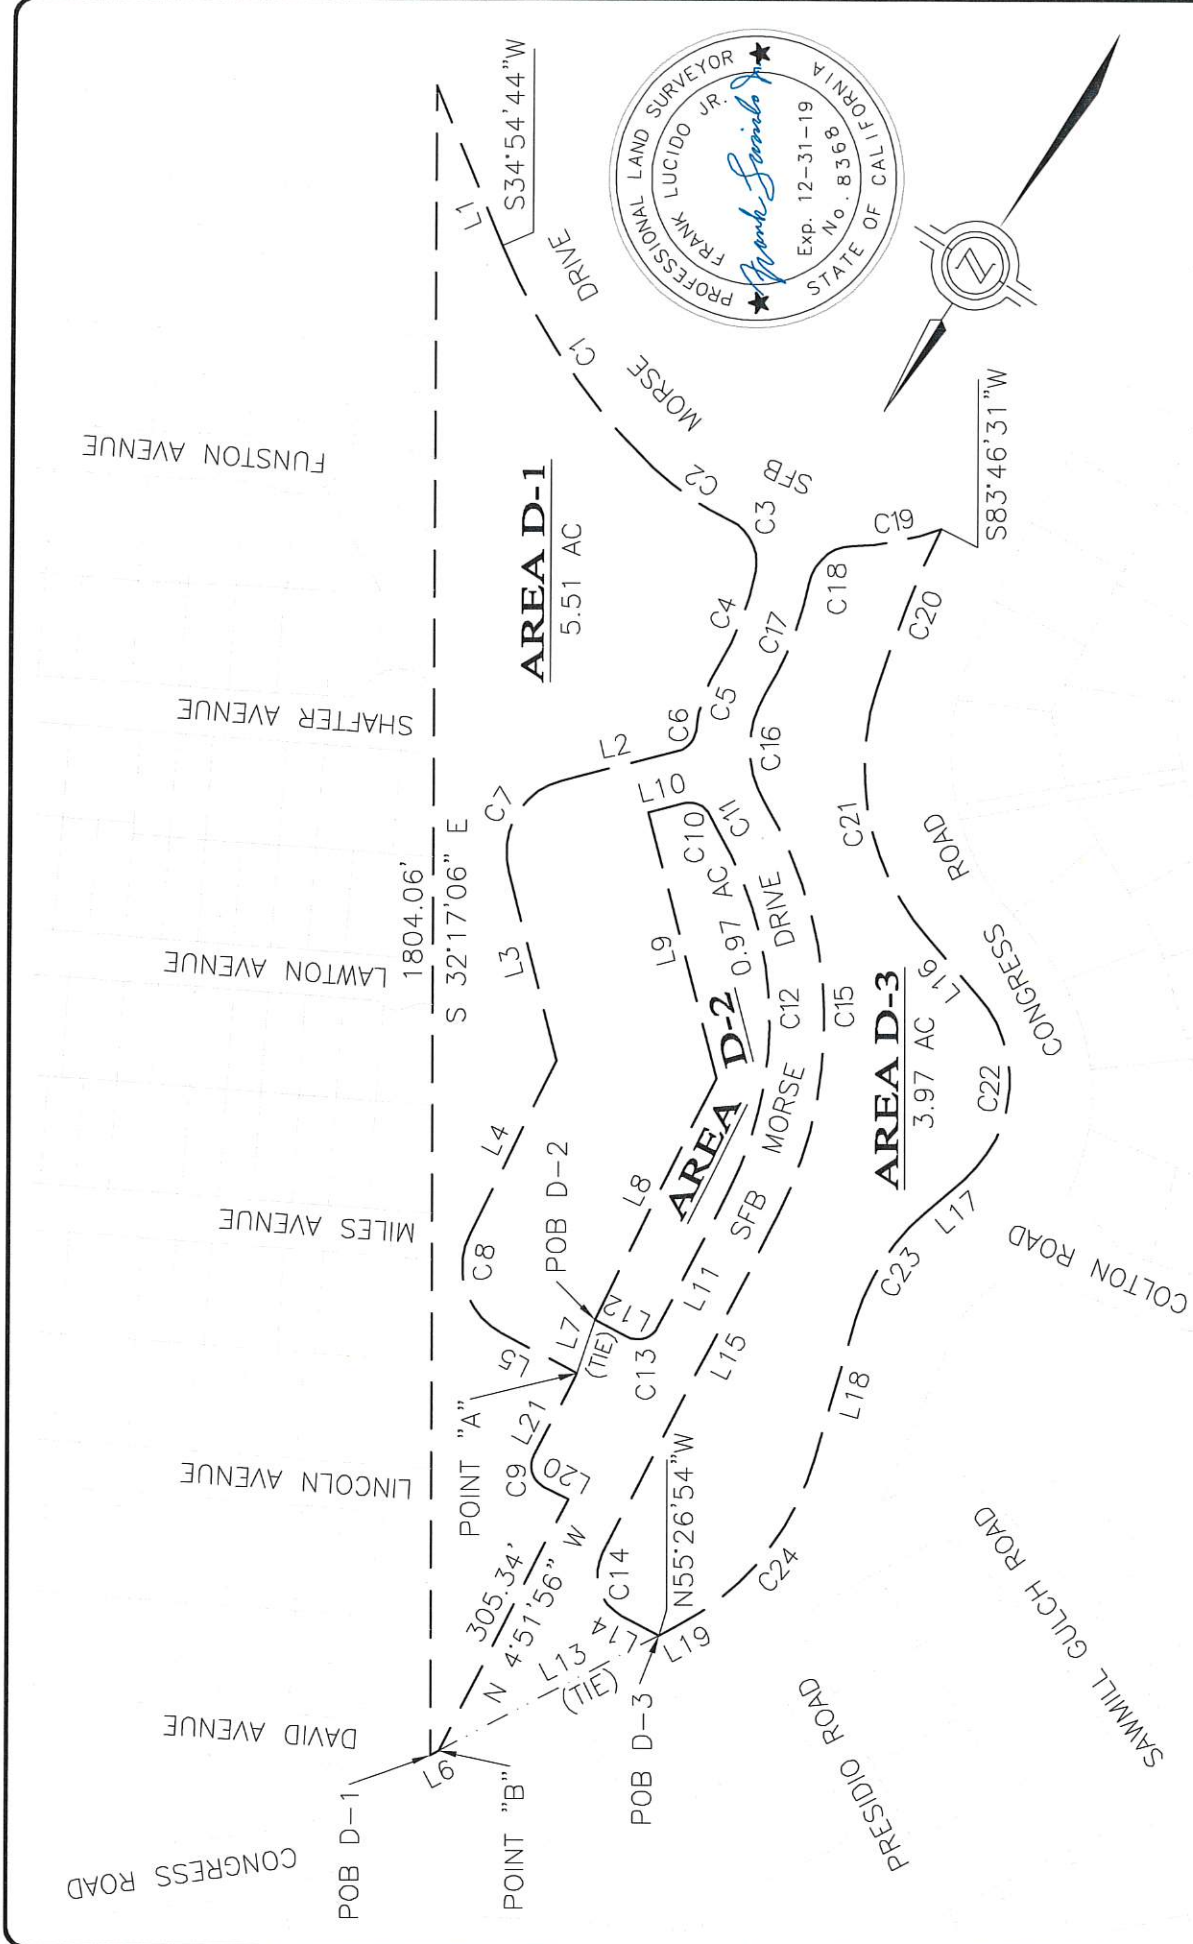 CONGRESS ROAD
DAVID AVENUE
LINCOLN AVENUE
MILES AVENUE
LAWTON AVENUE
SHAFTER AVENUE
FUNSTON AVENUE
POB D-1
L6
POINT "B"
1804.06'
S 32°17'06" E
305.34'
N 4°51'56" W
L13
(TIE)
POB D-3
N55°26'54"W
L14
L19
C14
C9
L20
L21
POINT "A"
L5
L7
(TIE)
POB D-2
L12
C13
C8
L4
L3
C7
L2
C6
C5
C4
C3
C2
C1
L1
S34°54'44"W
MORSE DRIVE
SFB
AREA D-1
5.51 AC
L8
L9
L10
C10
C11
C12
L11
AREA D-2
0.97 AC
SFB MORSE DRIVE
L15
C15
C16
C17
C18
C19
S83°46'31"W
C20
C21
L16
C22
L17
C23
L18
C24
AREA D-3
3.97 AC
CONGRESS ROAD
COLTON ROAD
SAWMILL GULCH ROAD
PRESIDIO ROAD
PROFESSIONAL LAND SURVEYOR
FRANK LUCIDO JR.
Exp. 12-31-19
No. 8368
STATE OF CALIFORNIA
N